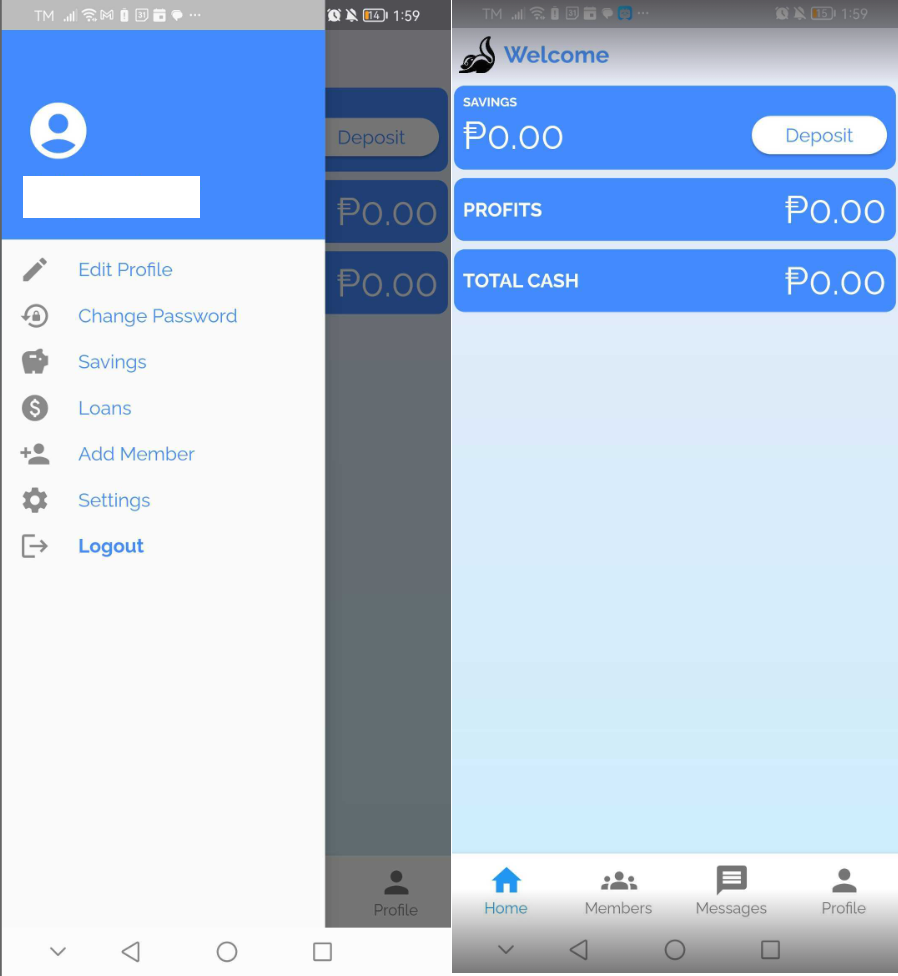 TM 31 14 1:59
Deposit
₱0.00
₱0.00
Edit Profile
Change Password
Savings
Loans
Add Member
Settings
Logout
Profile
TM 31 15 1:59
Welcome
SAVINGS
₱0.00
Deposit
PROFITS
₱0.00
TOTAL CASH
₱0.00
Home
Members
Messages
Profile